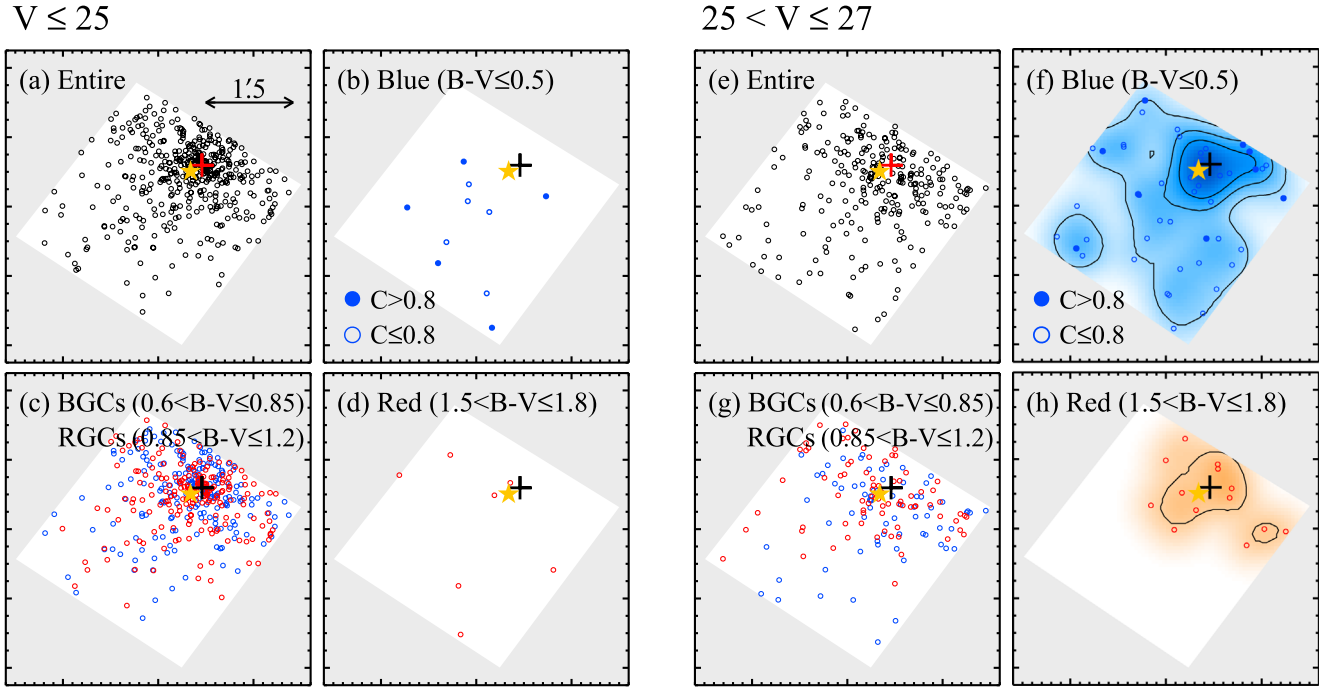 V ≤ 25
25 < V ≤ 27
(a) Entire
1′.5
(b) Blue (B-V≤0.5)
C>0.8
C≤0.8
(e) Entire
(f) Blue (B-V≤0.5)
C>0.8
C≤0.8
(c) BGCs (0.6<B-V≤0.85)
RGCs (0.85<B-V≤1.2)
(d) Red (1.5<B-V≤1.8)
(g) BGCs (0.6<B-V≤0.85)
RGCs (0.85<B-V≤1.2)
(h) Red (1.5<B-V≤1.8)